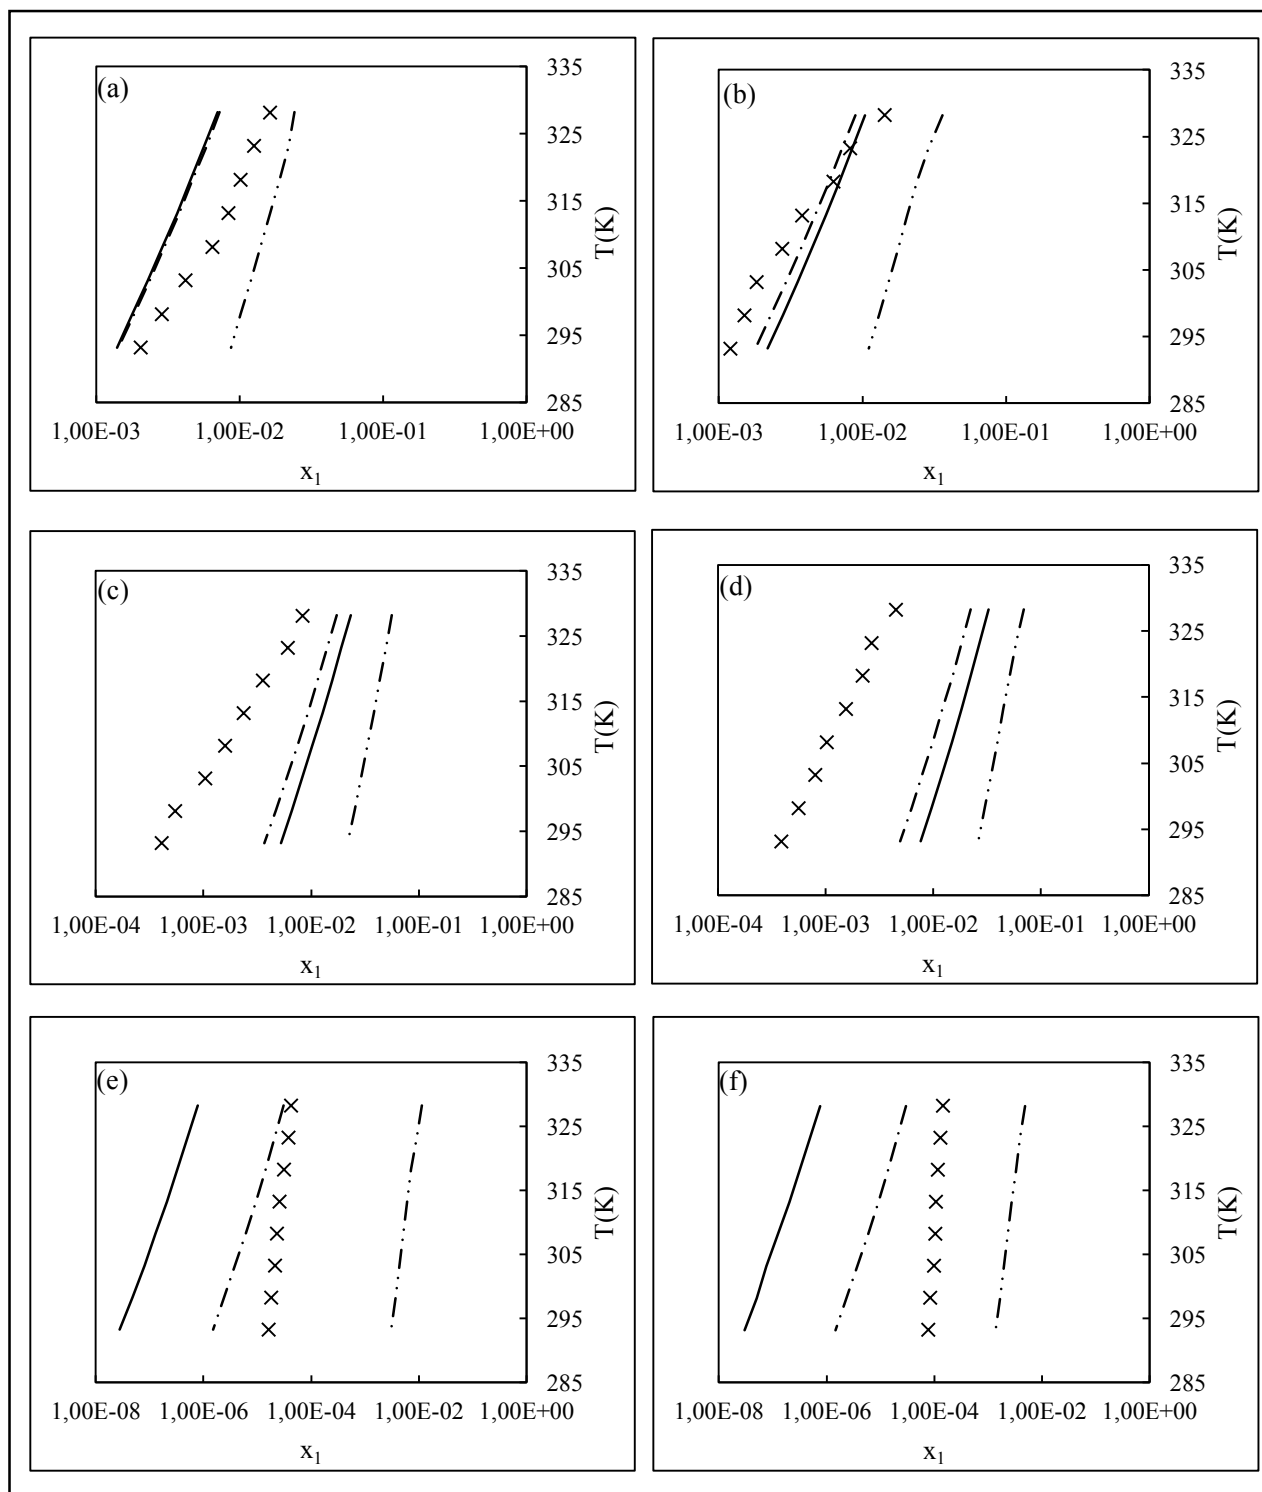 (a)
335
325
315
305
295
285
T(K)
1,00E-03 1,00E-02 1,00E-01 1,00E+00
x₁
(b)
335
325
315
305
295
285
T(K)
1,00E-03 1,00E-02 1,00E-01 1,00E+00
x₁
(c)
335
325
315
305
295
285
T(K)
1,00E-04 1,00E-03 1,00E-02 1,00E-01 1,00E+00
x₁
(d)
335
325
315
305
295
285
T(K)
1,00E-04 1,00E-03 1,00E-02 1,00E-01 1,00E+00
x₁
(e)
335
325
315
305
295
285
T(K)
1,00E-08 1,00E-06 1,00E-04 1,00E-02 1,00E+00
x₁
(f)
335
325
315
305
295
285
T(K)
1,00E-08 1,00E-06 1,00E-04 1,00E-02 1,00E+00
x₁